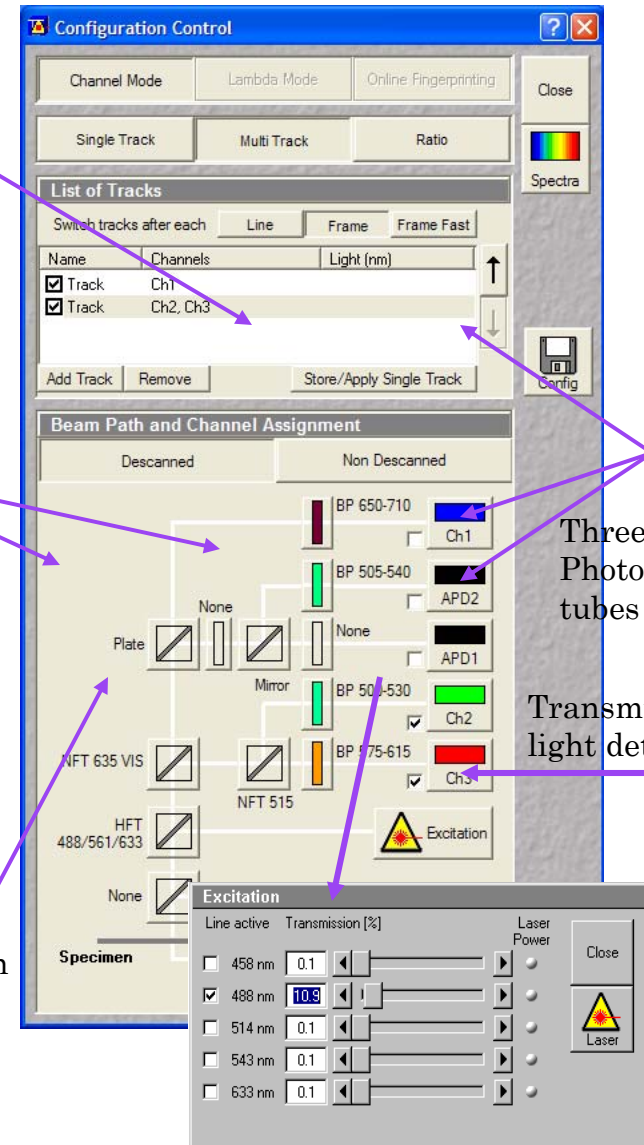 Configuration Control
Channel Mode Lambda Mode Online Fingerprinting
Close
Single Track Multi Track Ratio
Spectra
List of Tracks
Switch tracks after each Line Frame Frame Fast
Name Channels Light (nm)
Track Ch1
Track Ch2, Ch3
Add Track Remove Store/Apply Single Track
Config
Beam Path and Channel Assignment
Descanned Non Descanned
BP 650-710
Ch1
Three
Photo
tubes
BP 505-540
APD2
None
Plate
None
APD1
Mirror
BP 500-530
Ch2
Transm
light det
NFT 635 VIS
BP 575-615
Ch3
NFT 515
HFT
488/561/633
Excitation
None
Specimen
Excitation
Line active Transmission [%] Laser
Power
Close
458 nm 0.1
488 nm 10.9
514 nm 0.1
Laser
543 nm 0.1
633 nm 0.1